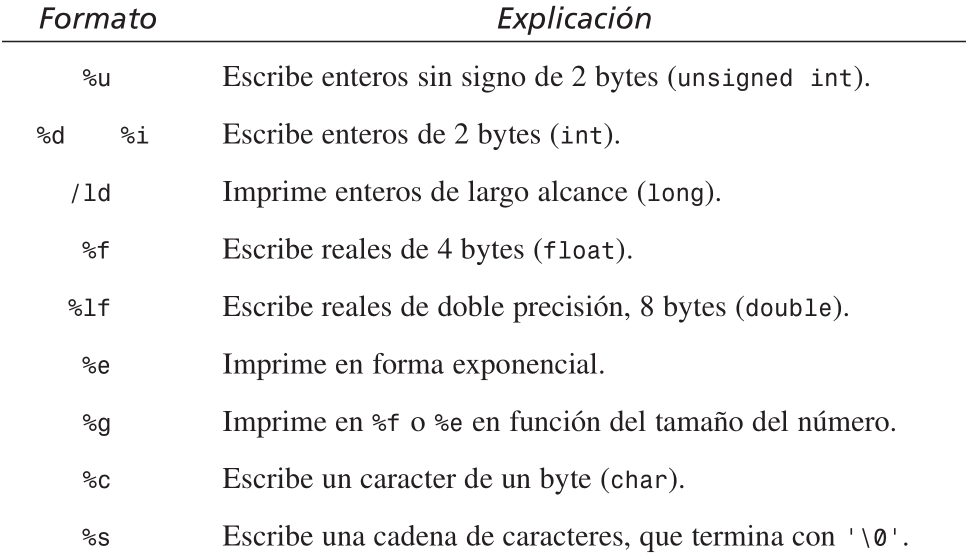 Formato Explicación
%u Escribe enteros sin signo de 2 bytes (unsigned int).
%d %i Escribe enteros de 2 bytes (int).
/ld Imprime enteros de largo alcance (long).
%f Escribe reales de 4 bytes (float).
%lf Escribe reales de doble precisión, 8 bytes (double).
%e Imprime en forma exponencial.
%g Imprime en %f o %e en función del tamaño del número.
%c Escribe un caracter de un byte (char).
%s Escribe una cadena de caracteres, que termina con '\0'.